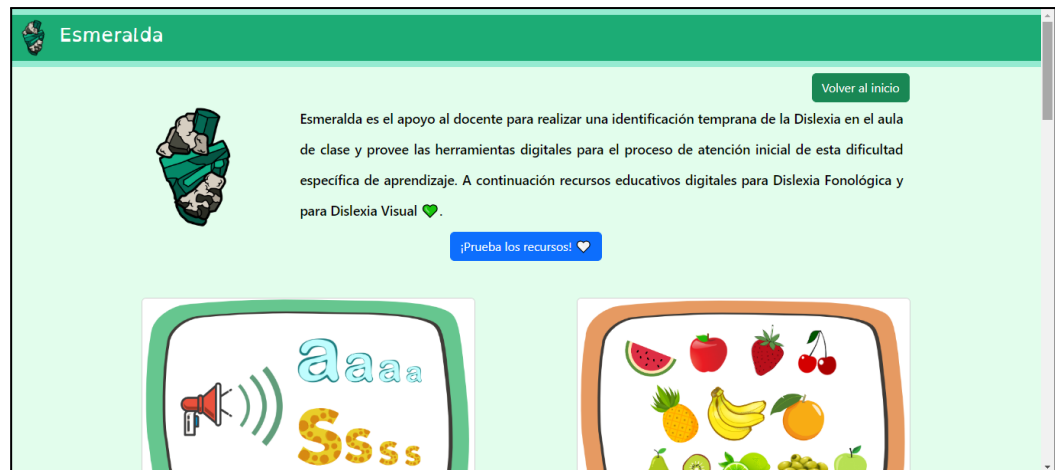 Esmeralda
Volver al inicio
Esmeralda es el apoyo al docente para realizar una identificación temprana de la Dislexia en el aula
de clase y provee las herramientas digitales para el proceso de atención inicial de esta dificultad
específica de aprendizaje. A continuación recursos educativos digitales para Dislexia Fonológica y
para Dislexia Visual 💚.
¡Prueba los recursos! 🤍
aaaa
Ssss